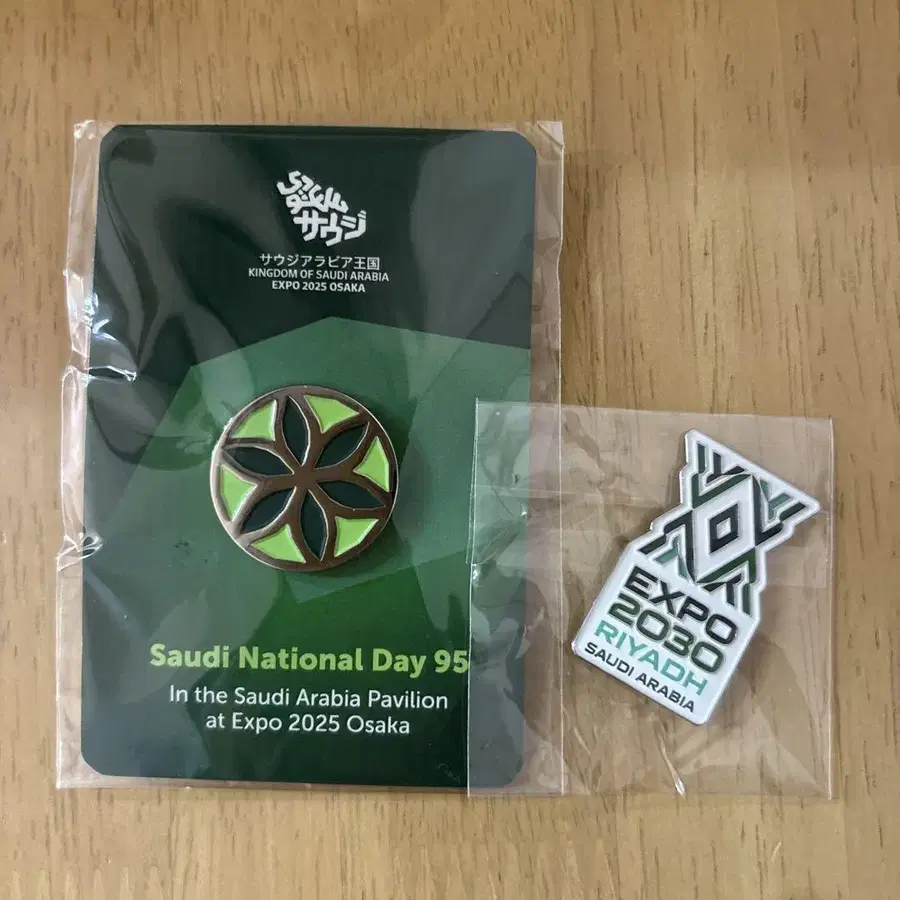 サウジ
サウジアラビア王国
KINGDOM OF SAUDI ARABIA
EXPO 2025 OSAKA
Saudi National Day 95
In the Saudi Arabia Pavilion
at Expo 2025 Osaka
EXPO
2030
RIYADH
SAUDI ARABIA